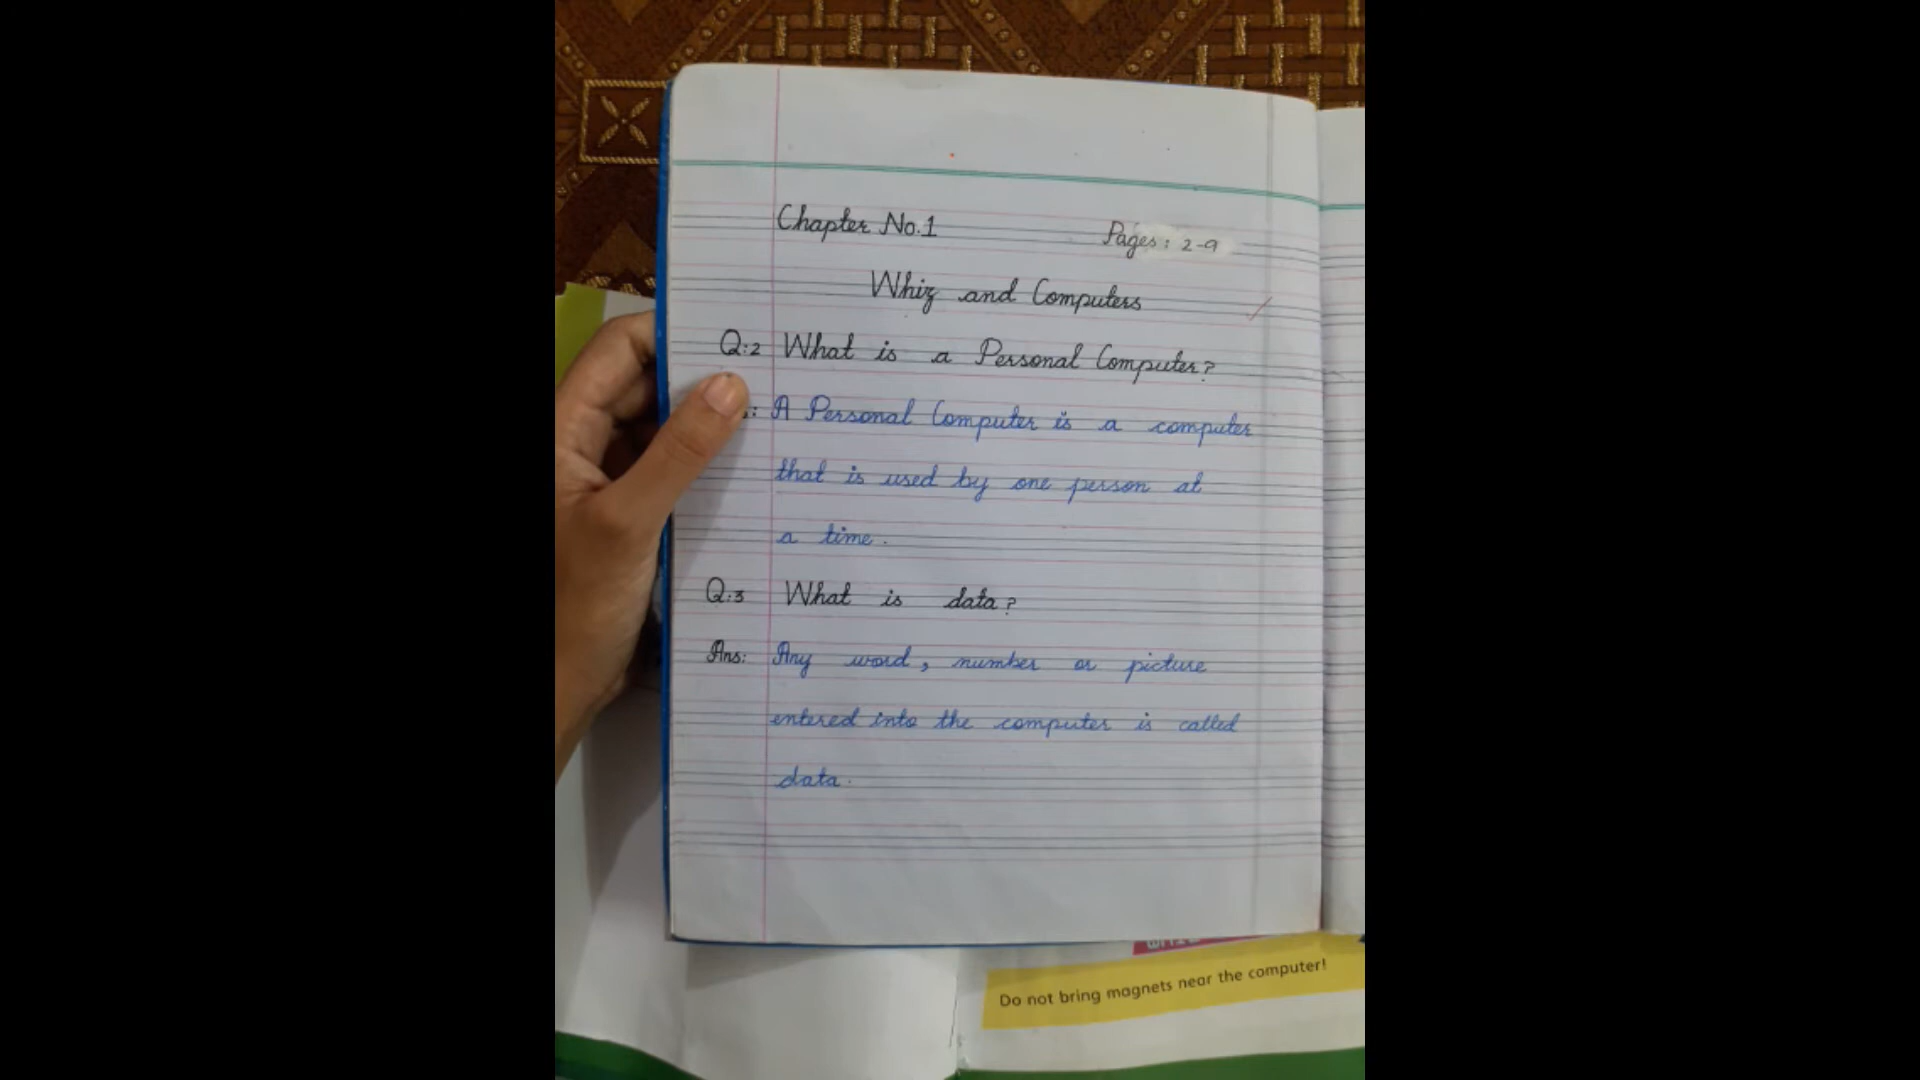 Chapter No.1 Pages: 2-9
Whiz and Computers
Q:2 What is a Personal Computer?
s: A Personal Computer is a computer
that is used by one person at
a time.
Q:3 What is data?
Ans: Any word, number or picture
entered into the computer is called
data.
Do not bring magnets near the computer!